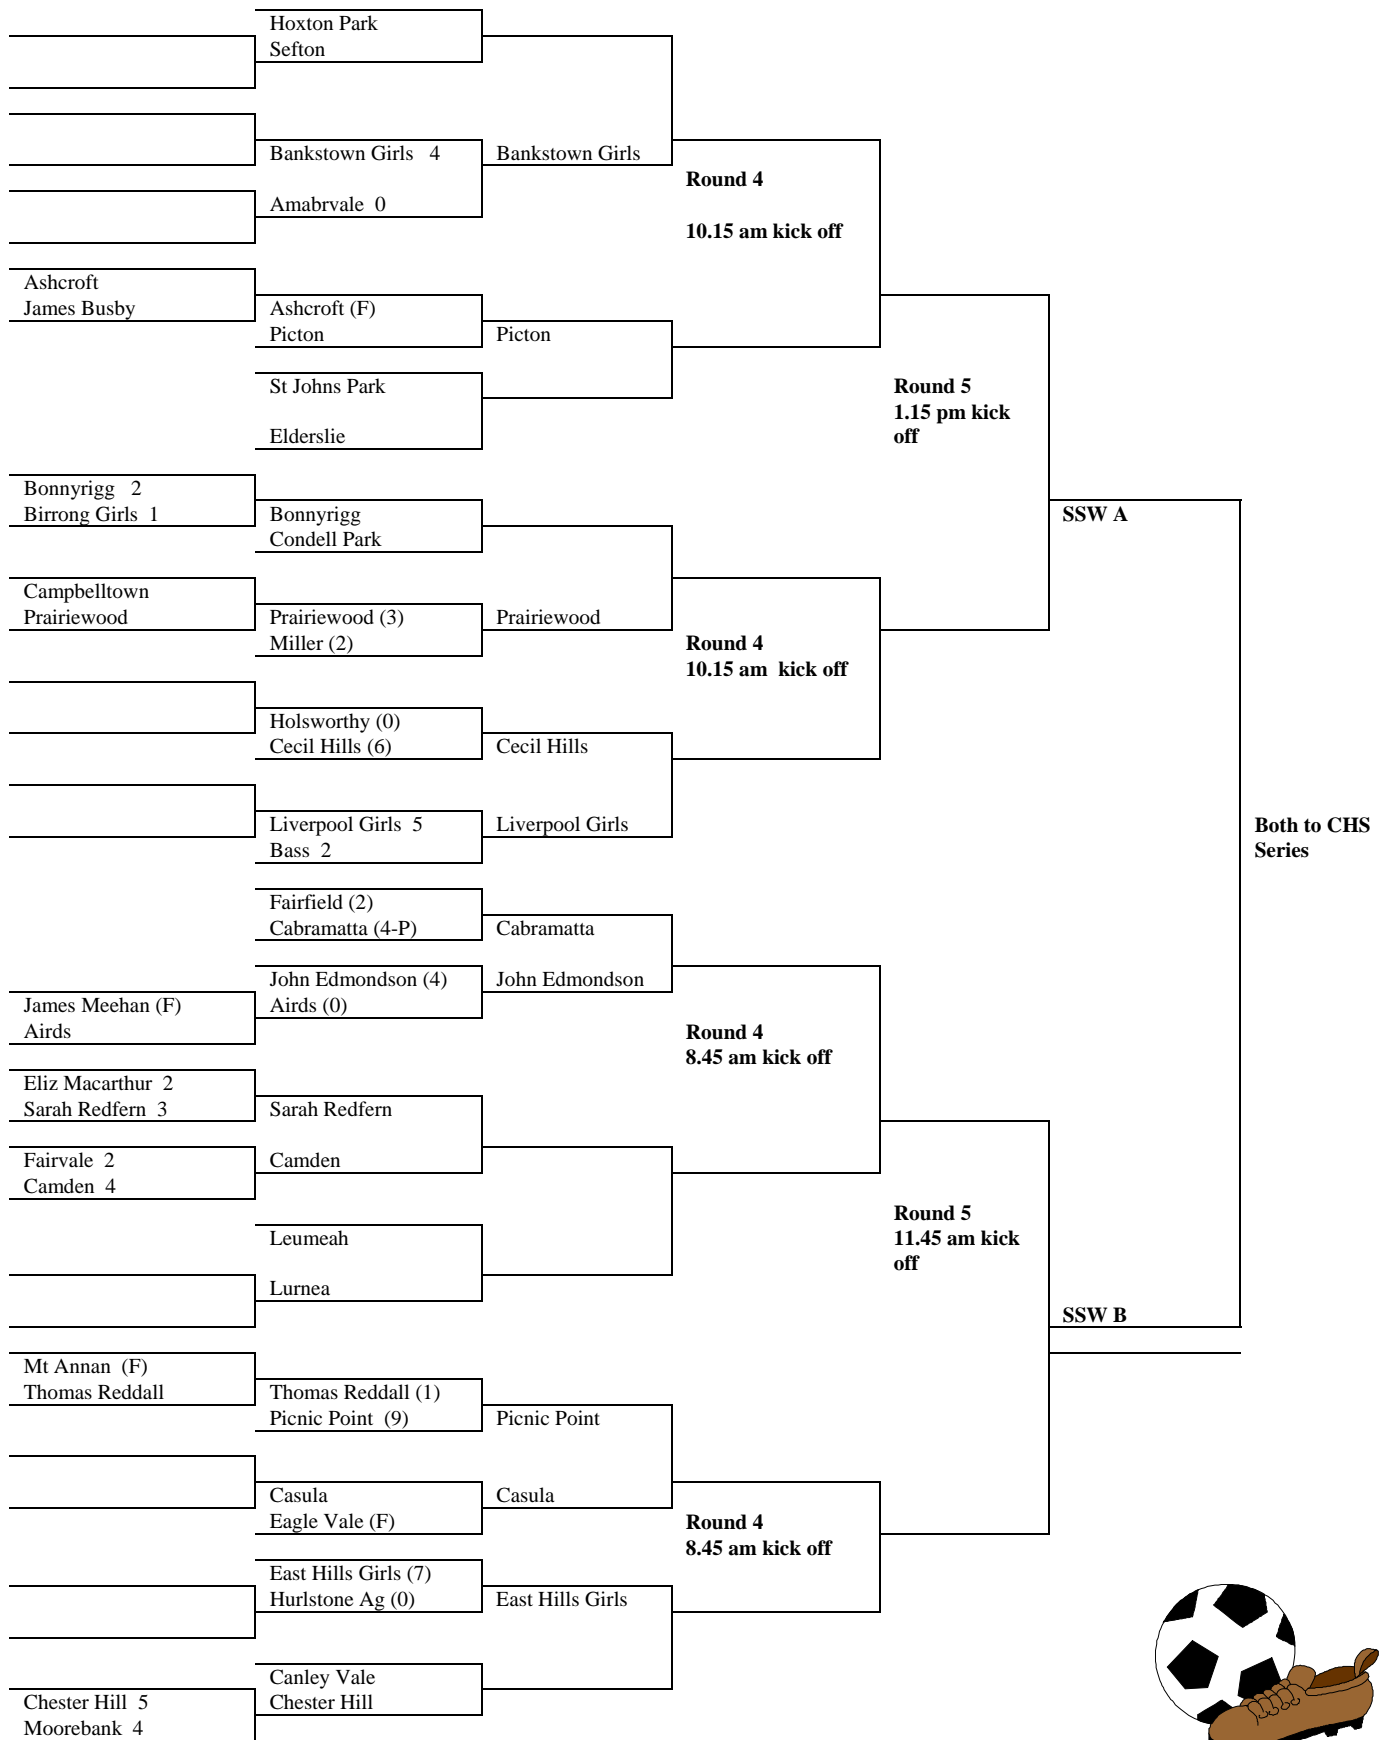 Hoxton Park
Sefton
Bankstown Girls 4
Bankstown Girls
Round 4
Amabrvale 0
10.15 am kick off
Ashcroft
James Busby
Ashcroft (F)
Picton
Picton
St Johns Park
Round 5
1.15 pm kick
off
Elderslie
Bonnyrigg 2
Birrong Girls 1
Bonnyrigg
Condell Park
SSW A
Campbelltown
Prairiewood
Prairiewood (3)
Miller (2)
Prairiewood
Round 4
10.15 am kick off
Holsworthy (0)
Cecil Hills (6)
Cecil Hills
Liverpool Girls 5
Bass 2
Liverpool Girls
Both to CHS
Series
Fairfield (2)
Cabramatta (4-P)
Cabramatta
John Edmondson (4)
Airds (0)
John Edmondson
James Meehan (F)
Airds
Round 4
8.45 am kick off
Eliz Macarthur 2
Sarah Redfern 3
Sarah Redfern
Fairvale 2
Camden 4
Camden
Round 5
11.45 am kick
off
Leumeah
Lurnea
SSW B
Mt Annan (F)
Thomas Reddall
Thomas Reddall (1)
Picnic Point (9)
Picnic Point
Casula
Eagle Vale (F)
Casula
Round 4
8.45 am kick off
East Hills Girls (7)
Hurlstone Ag (0)
East Hills Girls
Canley Vale
Chester Hill
Chester Hill 5
Moorebank 4